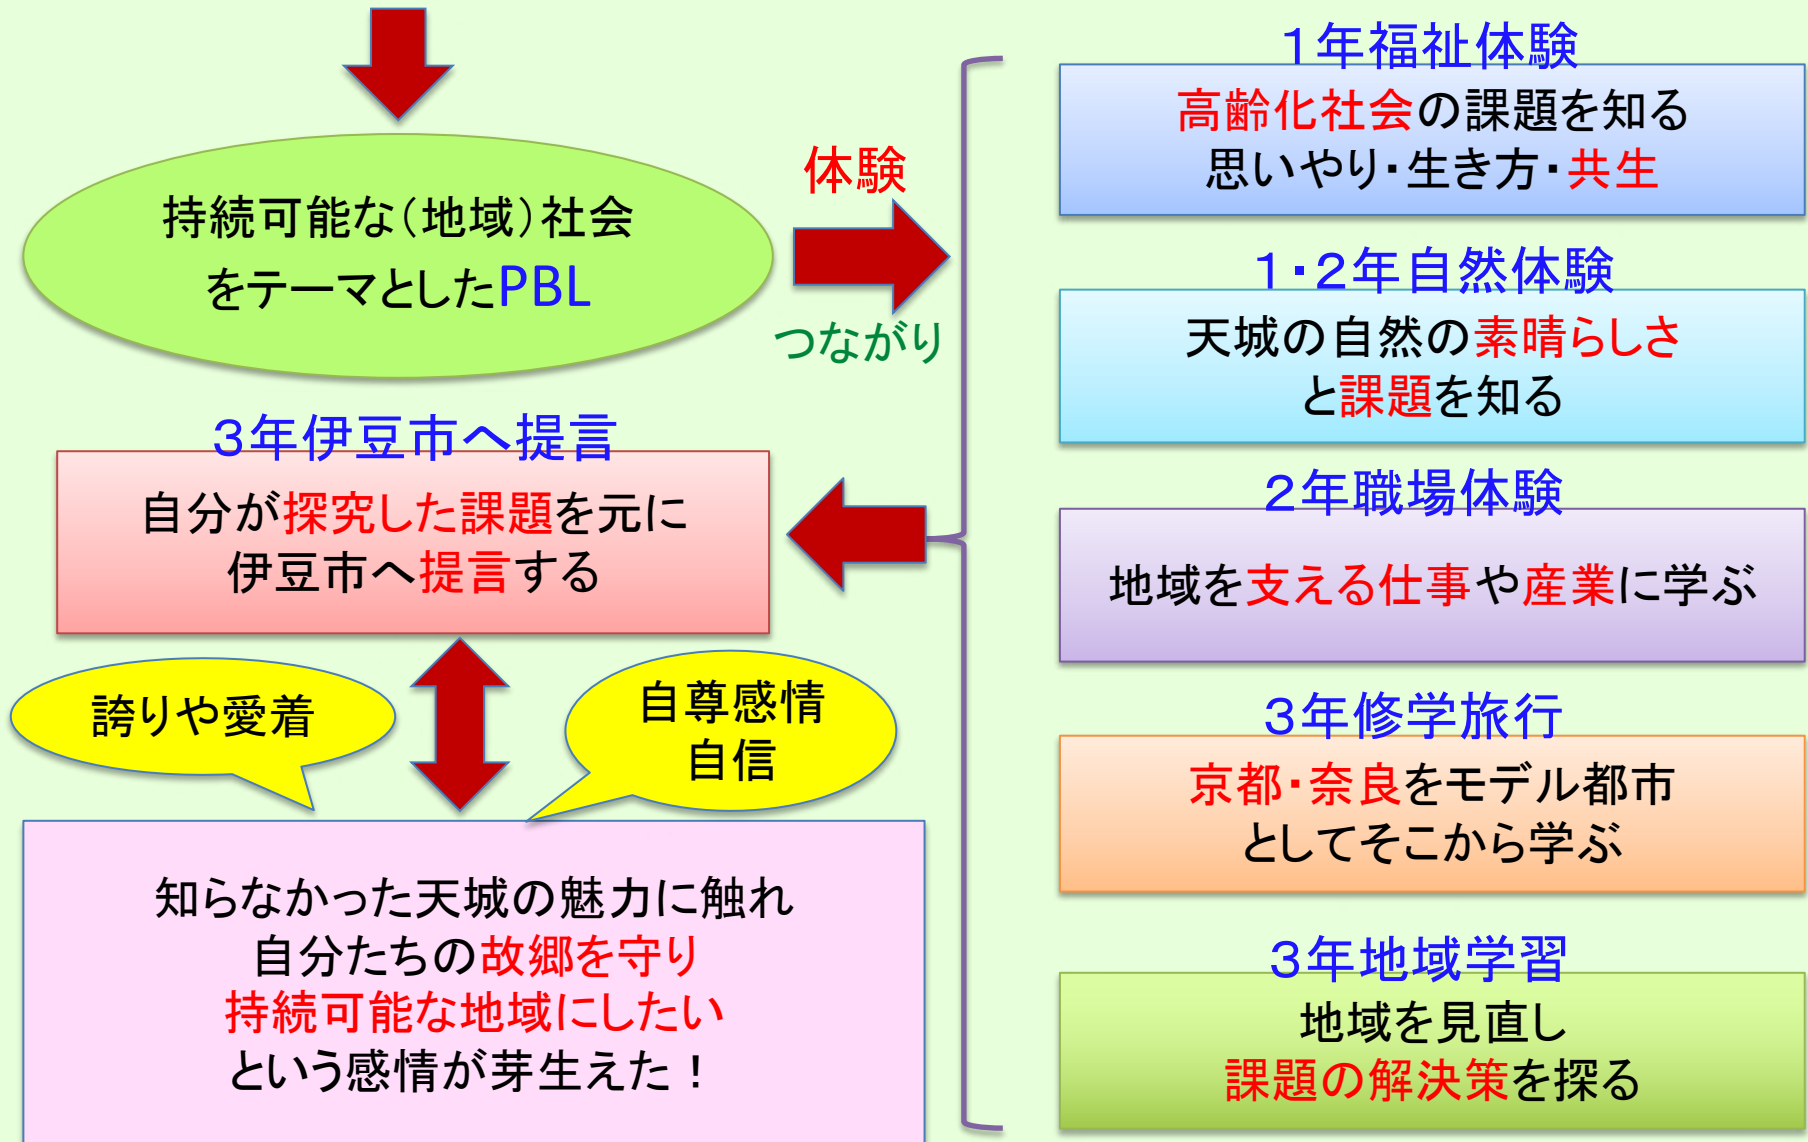 持続可能な（地域）社会
をテーマとしたPBL
体験
つながり
１年福祉体験
高齢化社会の課題を知る
思いやり・生き方・共生
１・２年自然体験
天城の自然の素晴らしさ
と課題を知る
２年職場体験
地域を支える仕事や産業に学ぶ
３年修学旅行
京都・奈良をモデル都市
としてそこから学ぶ
３年地域学習
地域を見直し
課題の解決策を探る
３年伊豆市へ提言
自分が探究した課題を元に
伊豆市へ提言する
誇りや愛着
自尊感情
自信
知らなかった天城の魅力に触れ
自分たちの故郷を守り
持続可能な地域にしたい
という感情が芽生えた！